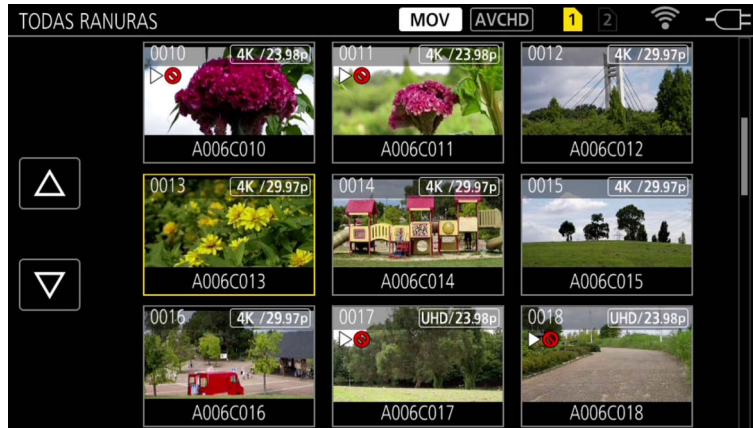 TODAS RANURAS MOV AVCHD 1 2
0010 4K /23.98p 0011 4K /23.98p 0012 4K /29.97p
A006C010 A006C011 A006C012
0013 4K /29.97p 0014 4K /29.97p 0015 4K /29.97p
A006C013 A006C014 A006C015
0016 4K /29.97p 0017 UHD/23.98p 0018 UHD/23.98p
A006C016 A006C017 A006C018